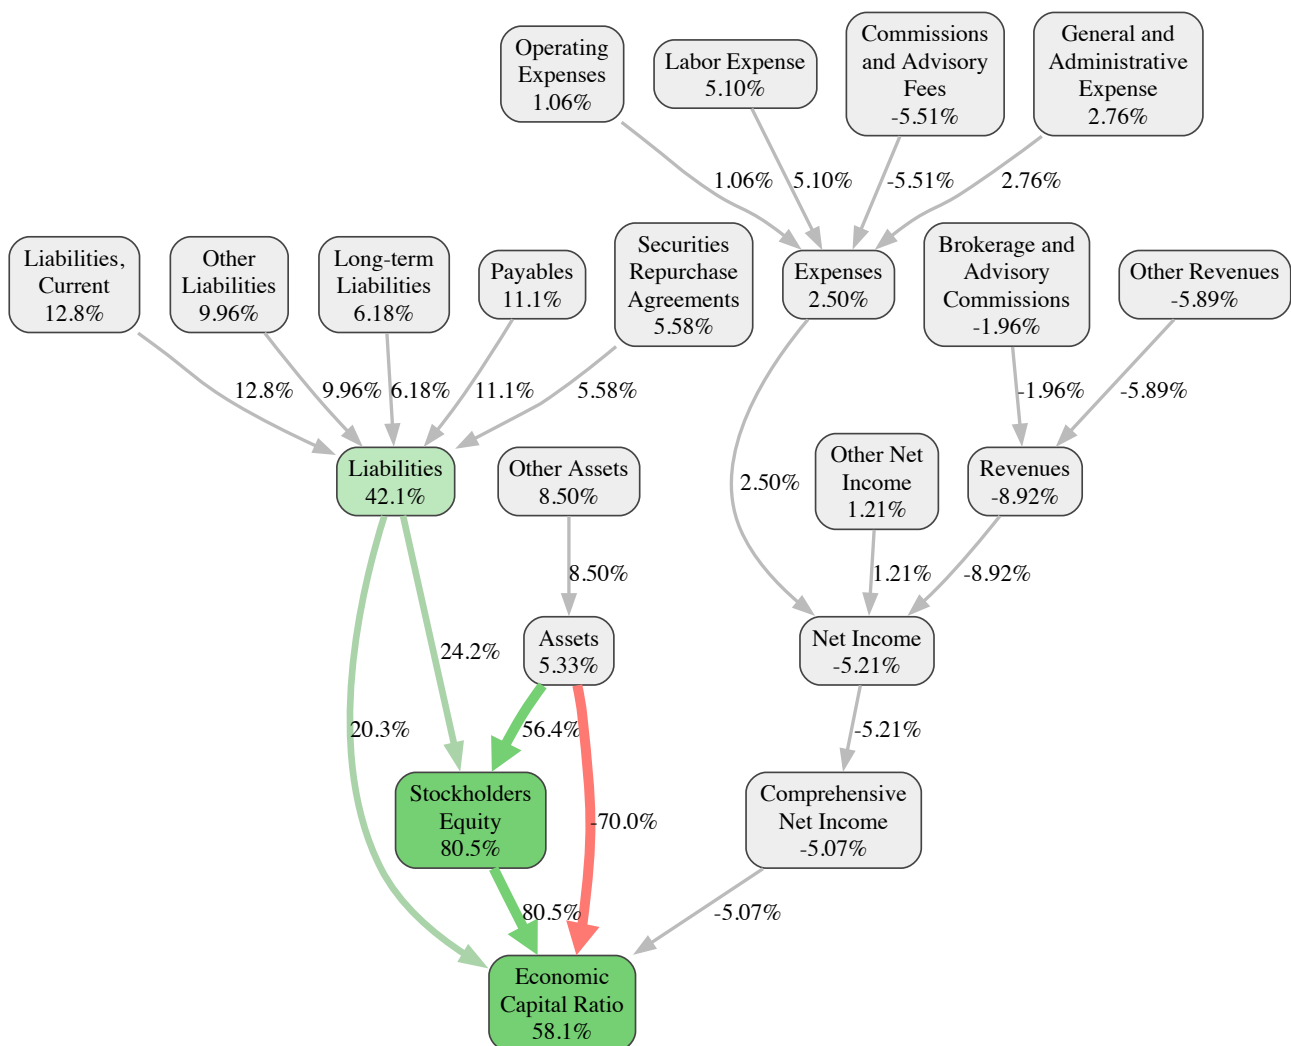 Operating
Expenses
1.06%
Labor Expense
5.10%
Commissions
and Advisory
Fees
-5.51%
General and
Administrative
Expense
2.76%
1.06%
5.10%
-5.51%
2.76%
Liabilities,
Current
12.8%
Other
Liabilities
9.96%
Long-term
Liabilities
6.18%
Payables
11.1%
Securities
Repurchase
Agreements
5.58%
Expenses
2.50%
Brokerage and
Advisory
Commissions
-1.96%
Other Revenues
-5.89%
12.8%
9.96%
6.18%
11.1%
5.58%
-1.96%
-5.89%
Liabilities
42.1%
Other Assets
8.50%
2.50%
Other Net
Income
1.21%
Revenues
-8.92%
8.50%
1.21%
-8.92%
24.2%
Assets
5.33%
Net Income
-5.21%
20.3%
56.4%
-5.21%
Stockholders
Equity
80.5%
-70.0%
Comprehensive
Net Income
-5.07%
80.5%
-5.07%
Economic
Capital Ratio
58.1%